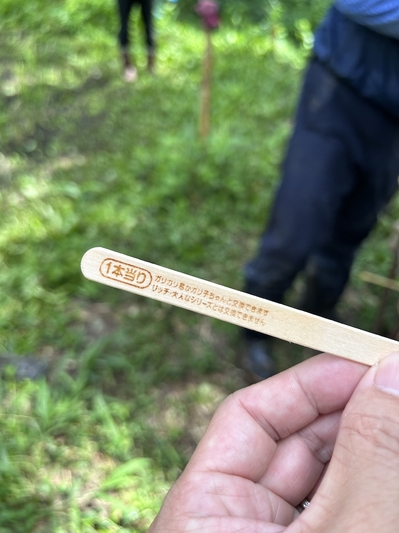 1本当り
ガリガリ君かガリ子ちゃんと交換できます
リッチ・大人なシリーズとは交換できません